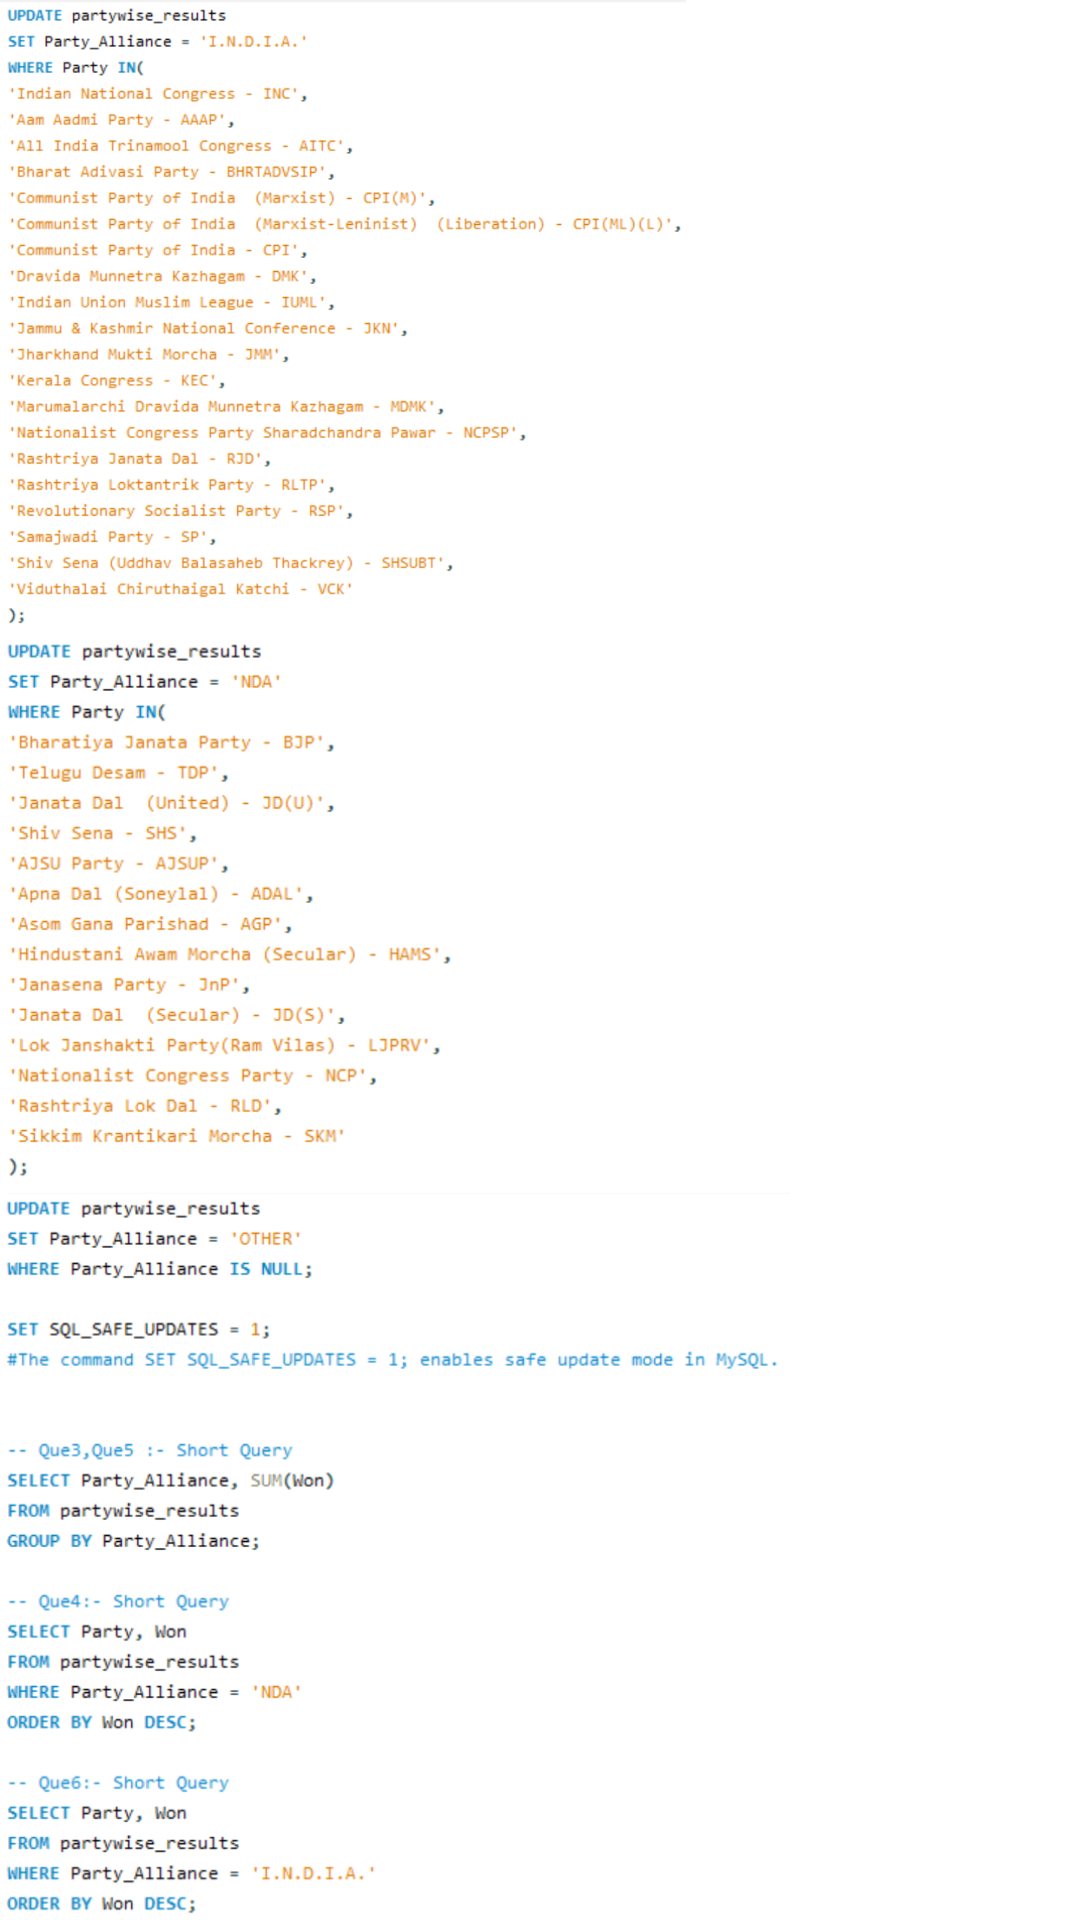 UPDATE partywise_results
SET Party_Alliance = 'I.N.D.I.A.'
WHERE Party IN(
'Indian National Congress - INC',
'Aam Aadmi Party - AAAP',
'All India Trinamool Congress - AITC',
'Bharat Adivasi Party - BHRTADVSIP',
'Communist Party of India  (Marxist) - CPI(M)',
'Communist Party of India  (Marxist-Leninist)  (Liberation) - CPI(ML)(L)',
'Communist Party of India - CPI',
'Dravida Munnetra Kazhagam - DMK',
'Indian Union Muslim League - IUML',
'Jammu & Kashmir National Conference - JKN',
'Jharkhand Mukti Morcha - JMM',
'Kerala Congress - KEC',
'Marumalarchi Dravida Munnetra Kazhagam - MDMK',
'Nationalist Congress Party Sharadchandra Pawar - NCPSP',
'Rashtriya Janata Dal - RJD',
'Rashtriya Loktantrik Party - RLTP',
'Revolutionary Socialist Party - RSP',
'Samajwadi Party - SP',
'Shiv Sena (Uddhav Balasaheb Thackrey) - SHSUBT',
'Viduthalai Chiruthaigal Katchi - VCK'
);
UPDATE partywise_results
SET Party_Alliance = 'NDA'
WHERE Party IN(
'Bharatiya Janata Party - BJP',
'Telugu Desam - TDP',
'Janata Dal  (United) - JD(U)',
'Shiv Sena - SHS',
'AJSU Party - AJSUP',
'Apna Dal (Soneylal) - ADAL',
'Asom Gana Parishad - AGP',
'Hindustani Awam Morcha (Secular) - HAMS',
'Janasena Party - JnP',
'Janata Dal  (Secular) - JD(S)',
'Lok Janshakti Party(Ram Vilas) - LJPRV',
'Nationalist Congress Party - NCP',
'Rashtriya Lok Dal - RLD',
'Sikkim Krantikari Morcha - SKM'
);
UPDATE partywise_results
SET Party_Alliance = 'OTHER'
WHERE Party_Alliance IS NULL;
SET SQL_SAFE_UPDATES = 1;
#The command SET SQL_SAFE_UPDATES = 1; enables safe update mode in MySQL.
-- Que3,Que5 :- Short Query
SELECT Party_Alliance, SUM(Won)
FROM partywise_results
GROUP BY Party_Alliance;
-- Que4:- Short Query
SELECT Party, Won
FROM partywise_results
WHERE Party_Alliance = 'NDA'
ORDER BY Won DESC;
-- Que6:- Short Query
SELECT Party, Won
FROM partywise_results
WHERE Party_Alliance = 'I.N.D.I.A.'
ORDER BY Won DESC;